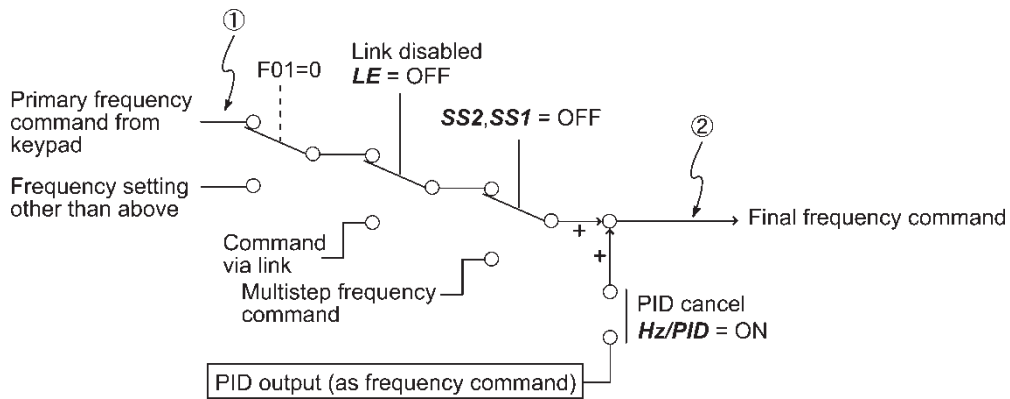 ①
F01=0
Link disabled
LE = OFF
Primary frequency
command from
keypad
SS2,SS1 = OFF
②
Frequency setting
other than above
+
Final frequency command
Command
via link
+
Multistep frequency
command
PID cancel
Hz/PID = ON
PID output (as frequency command)